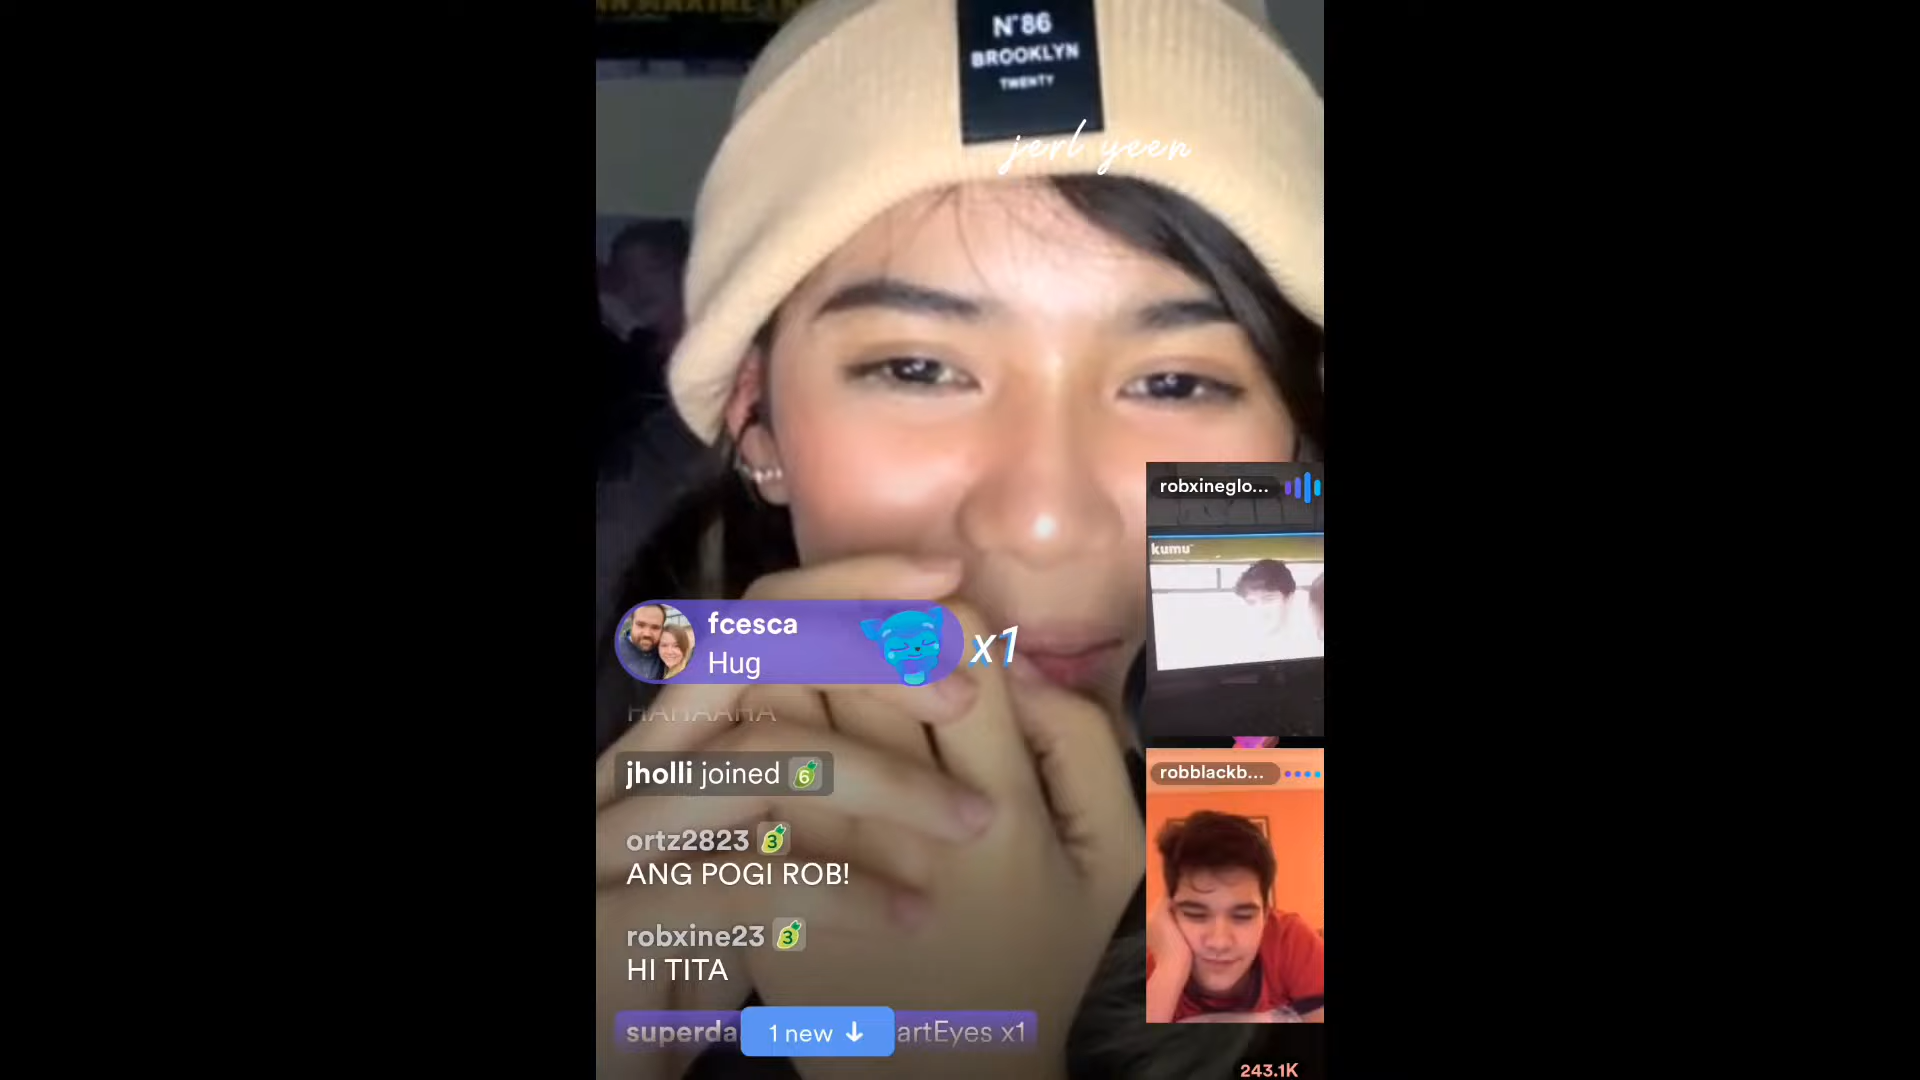 N°86
BROOKLYN
TWENTY
jerl yeen
robxineglo...
kumu
fcesca
Hug
x1
HAHAAHA
jholli joined 6
ortz2823 3
ANG POGI ROB!
robxine23 3
HI TITA
robblackb...
superda
1 new ↓
artEyes x1
243.1K